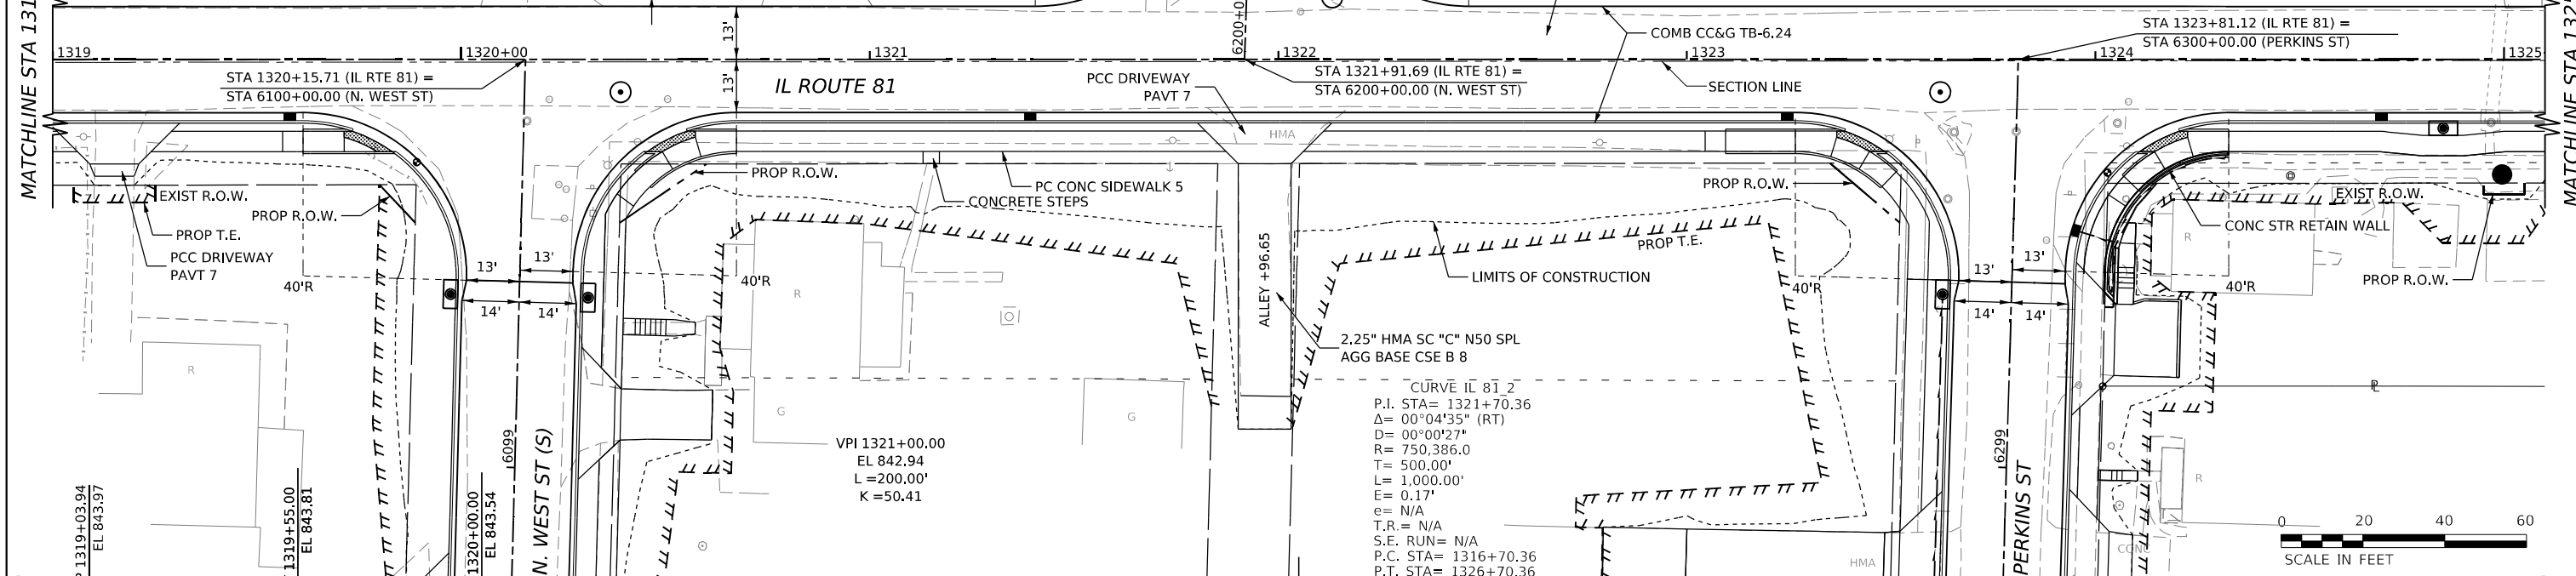 MATCHLINE STA 131
1319
1320+00
13'
13'
1321
6200+0
1322
COMB CC&G TB-6.24
1323
STA 1323+81.12 (IL RTE 81) =
STA 6300+00.00 (PERKINS ST)
1324
1325
MATCHLINE STA 132
STA 1320+15.71 (IL RTE 81) =
STA 6100+00.00 (N. WEST ST)
IL ROUTE 81
PCC DRIVEWAY
PAVT 7
STA 1321+91.69 (IL RTE 81) =
STA 6200+00.00 (N. WEST ST)
SECTION LINE
HMA
EXIST R.O.W.
PROP R.O.W.
PROP T.E.
PCC DRIVEWAY
PAVT 7
PROP R.O.W.
PC CONC SIDEWALK 5
CONCRETE STEPS
PROP R.O.W.
EXIST R.O.W.
CONC STR RETAIN WALL
PROP R.O.W.
13'
13'
14'
14'
40'R
40'R
ALLEY +96.65
PROP T.E.
LIMITS OF CONSTRUCTION
40'R
13'
13'
14'
14'
40'R
R
R
R
R
G
G
P
P
PL
2.25" HMA SC "C" N50 SPL
AGG BASE CSE B 8
CURVE IL 81_2
P.I. STA= 1321+70.36
Δ= 00°04'35" (RT)
D= 00°00'27"
R= 750,386.0
T= 500.00'
L= 1,000.00'
E= 0.17'
e= N/A
T.R.= N/A
S.E. RUN= N/A
P.C. STA= 1316+70.36
P.T. STA= 1326+70.36
VPI 1321+00.00
EL 842.94
L =200.00'
K =50.41
P 1319+03.94
EL 843.97
1319+55.00
EL 843.81
1320+00.00
EL 843.54
6099
N. WEST ST (S)
6299
PERKINS ST
HMA
CONC
0 20 40 60
SCALE IN FEET